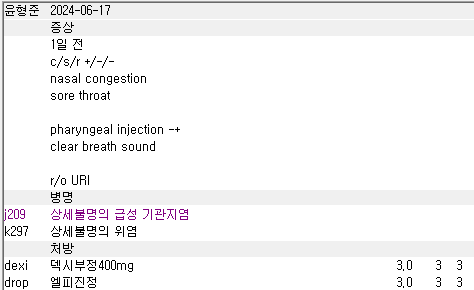 윤형준 2024-06-17
증상
1일 전
c/s/r +/-/-
nasal congestion
sore throat
pharyngeal injection -+
clear breath sound
r/o URI
병명
j209 상세불명의 급성 기관지염
k297 상세불명의 위염
처방
dexi 덱시부정400mg 3.0 3 3
drop 엘피진정 3.0 3 3